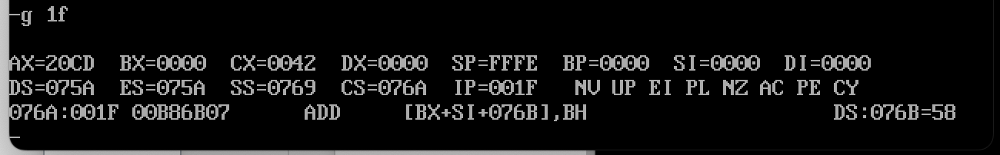 -g 1f
AX=20CD  BX=0000  CX=0042  DX=0000  SP=FFFE  BP=0000  SI=0000  DI=0000
DS=075A  ES=075A  SS=0769  CS=076A  IP=001F   NV UP EI PL NZ AC PE CY
076A:001F 00B86B07      ADD     [BX+SI+076B],BH                    DS:076B=58